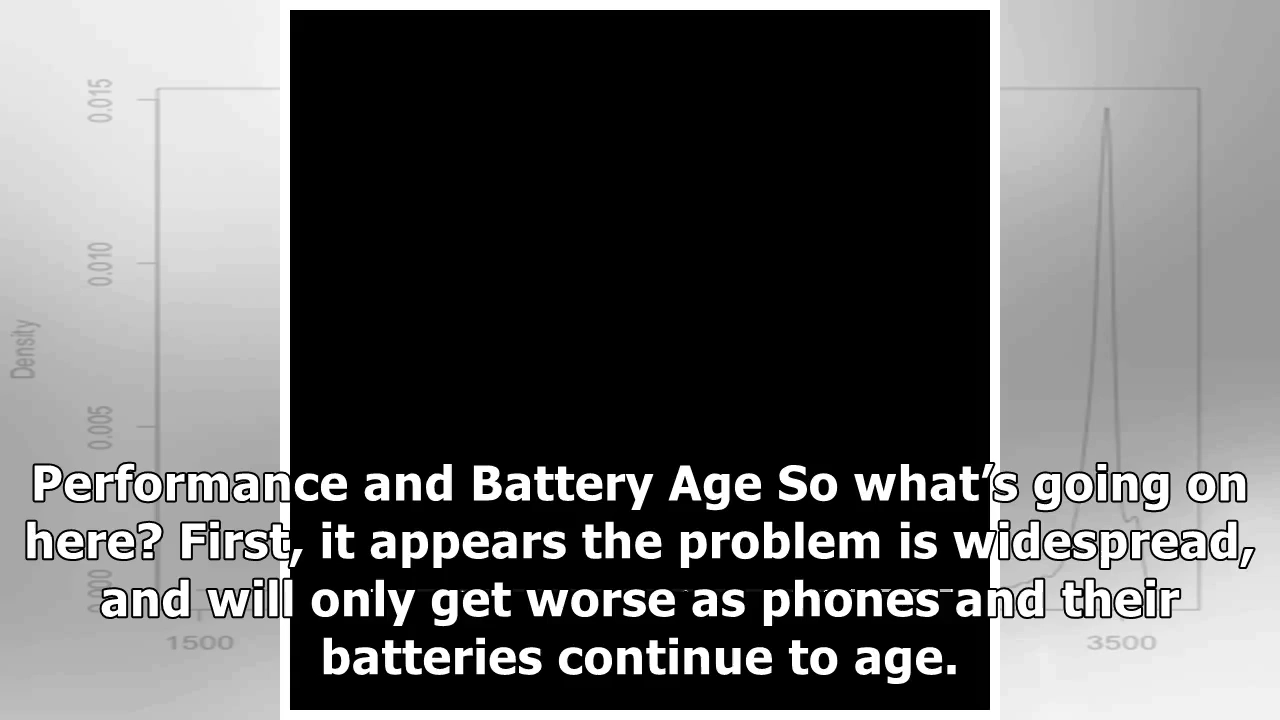 0.015
0.010
Density
0.005
0.000
1500
3500
Performance and Battery Age So what’s going on
here? First, it appears the problem is widespread,
and will only get worse as phones and their
batteries continue to age.